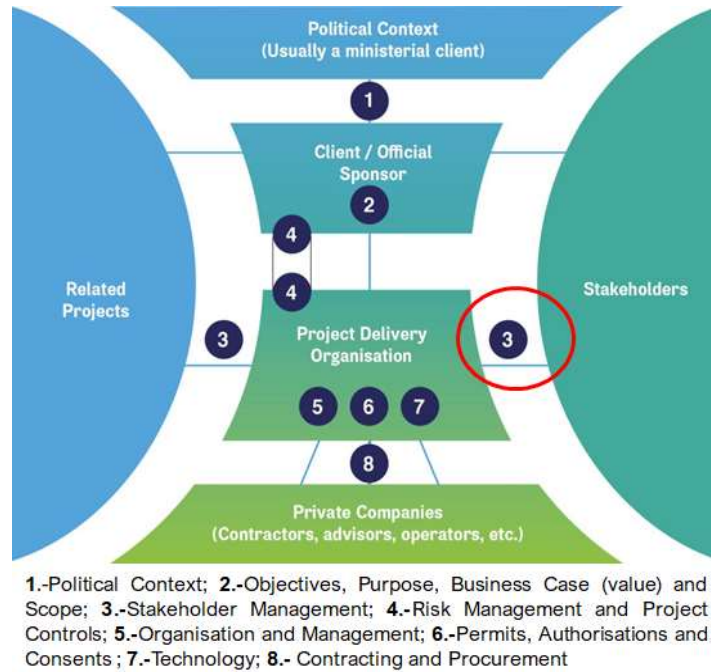 Political Context
(Usually a ministerial client)
1
Client / Official
Sponsor
2
4
4
Related
Projects
Stakeholders
3
Project Delivery
Organisation
3
5 6 7
8
Private Companies
(Contractors, advisors, operators, etc.)
1.-Political Context; 2.-Objectives, Purpose, Business Case (value) and
Scope; 3.-Stakeholder Management; 4.-Risk Management and Project
Controls; 5.-Organisation and Management; 6.-Permits, Authorisations and
Consents ; 7.-Technology; 8.- Contracting and Procurement